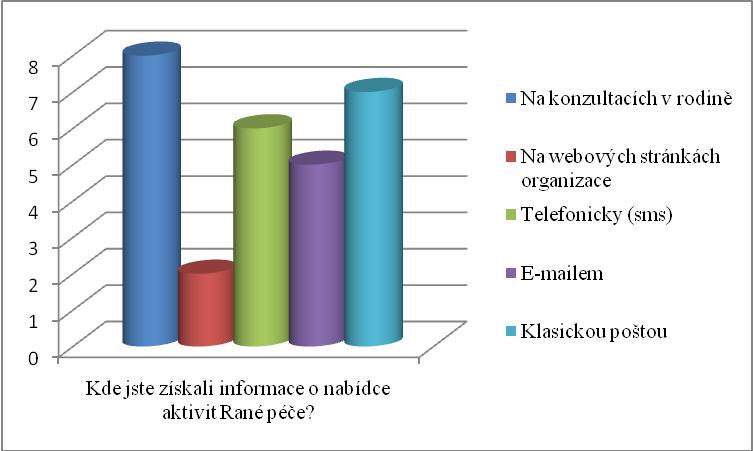 8
7
6
5
4
3
2
1
0
Kde jste získali informace o nabídce
aktivit Rané péče?
Na konzultacích v rodině
Na webových stránkách
organizace
Telefonicky (sms)
E-mailem
Klasickou poštou